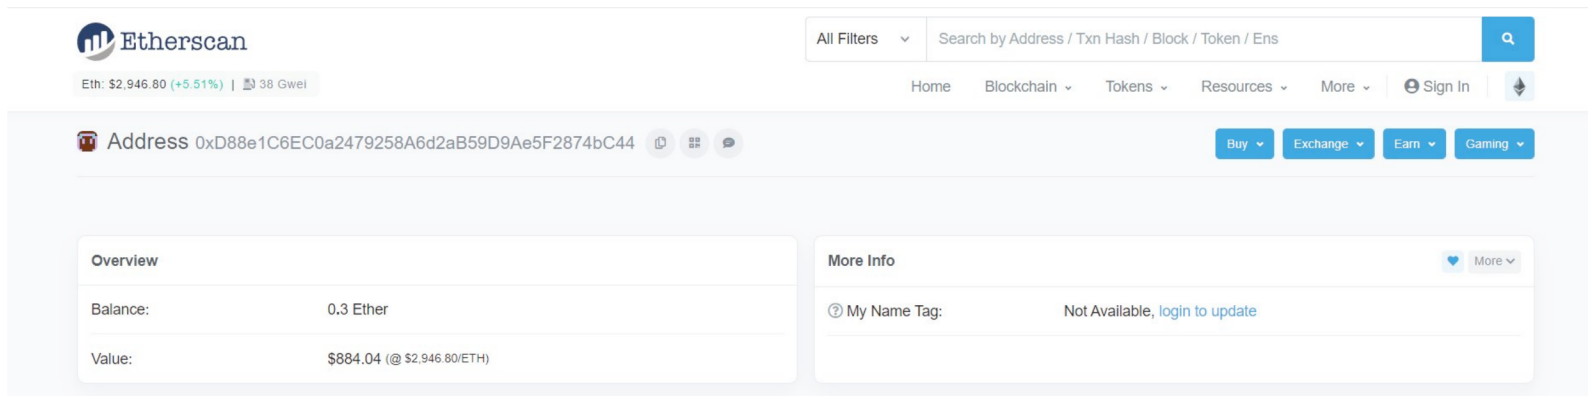 Etherscan
All Filters
Search by Address / Txn Hash / Block / Token / Ens
Eth: $2,946.80 (+5.51%) | 38 Gwei
Home Blockchain Tokens Resources More Sign In
Address 0xD88e1C6EC0a2479258A6d2aB59D9Ae5F2874bC44
Buy Exchange Earn Gaming
Overview
Balance: 0.3 Ether
Value: $884.04 (@ $2,946.80/ETH)
More Info
More
My Name Tag: Not Available, login to update